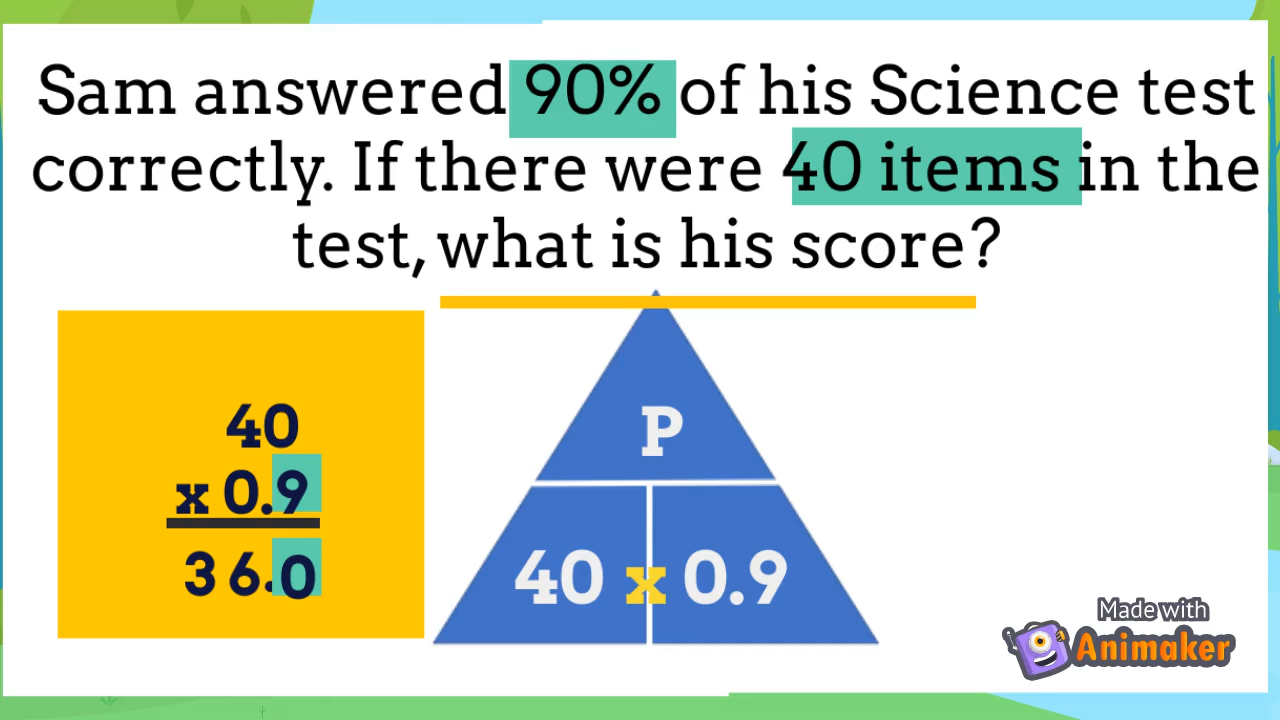 Sam answered 90% of his Science test
correctly. If there were 40 items in the
test, what is his score?
40
x 0.9
36.0
P
40 x 0.9
Made with
Animaker